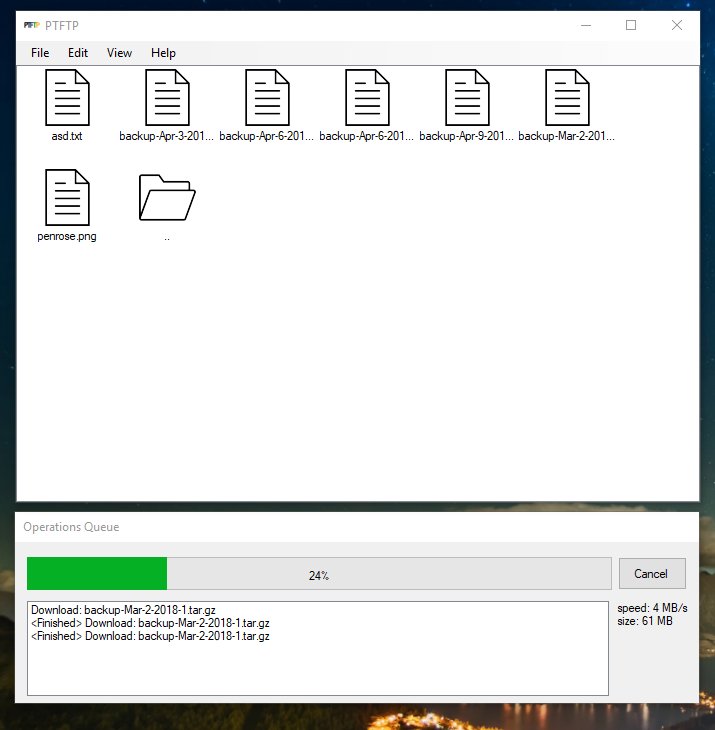 PTFTP PTFTP
File Edit View Help
asd.txt backup-Apr-3-201... backup-Apr-6-201... backup-Apr-6-201... backup-Apr-9-201... backup-Mar-2-201...
penrose.png ..
Operations Queue
24% Cancel
Download: backup-Mar-2-2018-1.tar.gz
<Finished> Download: backup-Mar-2-2018-1.tar.gz
<Finished> Download: backup-Mar-2-2018-1.tar.gz
speed: 4 MB/s
size: 61 MB